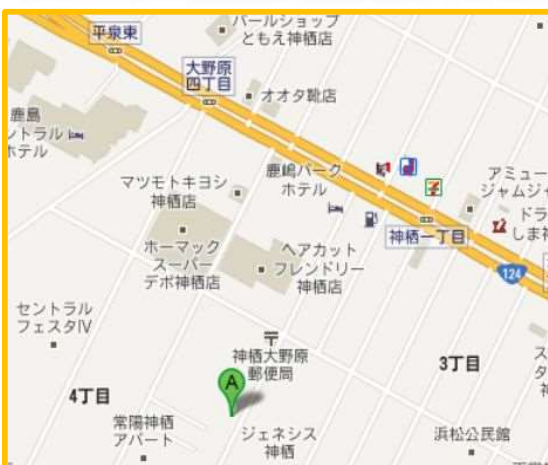 パールショップ
ともえ神栖店
平泉東
大野原
四丁目
オオタ靴店
鹿島
ントラル
ホテル
鹿嶋パーク
ホテル
マツモトキヨシ
神栖店
アミュー
ジャムジャ
ドラ
しま神
神栖一丁目
ホーマック
スーパー
デポ神栖店
ヘアカット
フレンドリー
神栖店
124
セントラル
フェスタⅣ
〒
神栖大野原
郵便局
3丁目
ス
タ
A
4丁目
常陽神栖
アパート
ジェネシス
神栖
浜松公民館